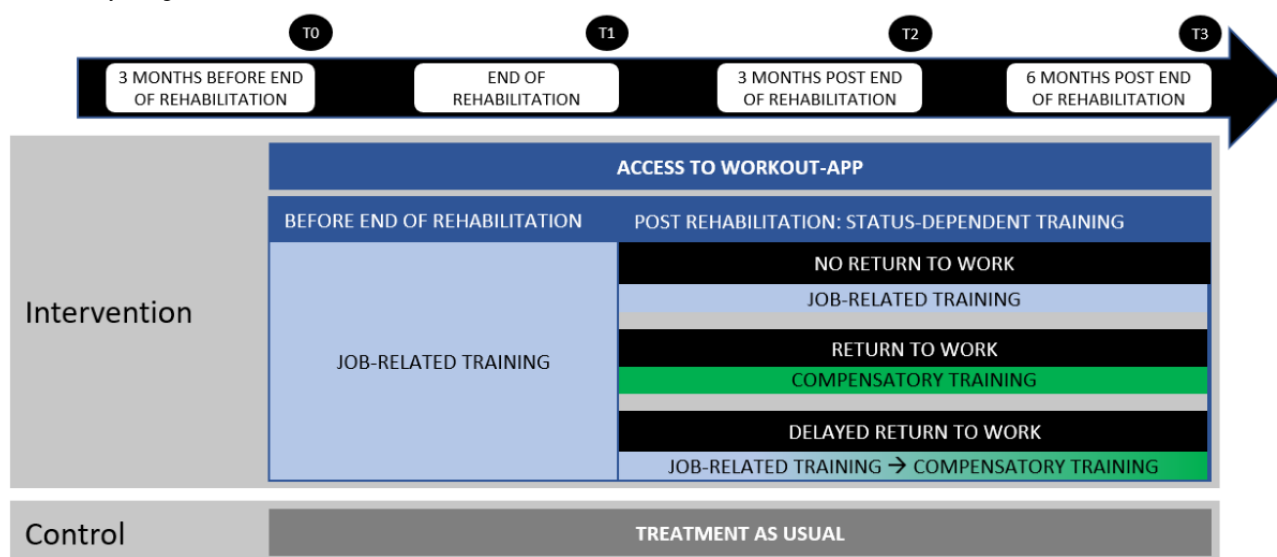 T0
T1
T2
T3
3 MONTHS BEFORE END
OF REHABILITATION
END OF
REHABILITATION
3 MONTHS POST END
OF REHABILITATION
6 MONTHS POST END
OF REHABILITATION
ACCESS TO WORKOUT-APP
BEFORE END OF REHABILITATION
POST REHABILITATION: STATUS-DEPENDENT TRAINING
NO RETURN TO WORK
JOB-RELATED TRAINING
Intervention
RETURN TO WORK
JOB-RELATED TRAINING
COMPENSATORY TRAINING
DELAYED RETURN TO WORK
JOB-RELATED TRAINING → COMPENSATORY TRAINING
Control
TREATMENT AS USUAL